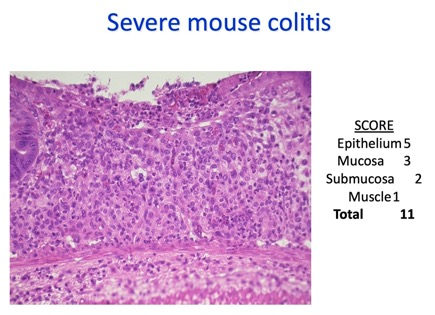 Severe mouse colitis
SCORE
Epithelium 5
Mucosa 3
Submucosa 2
Muscle 1
Total 11